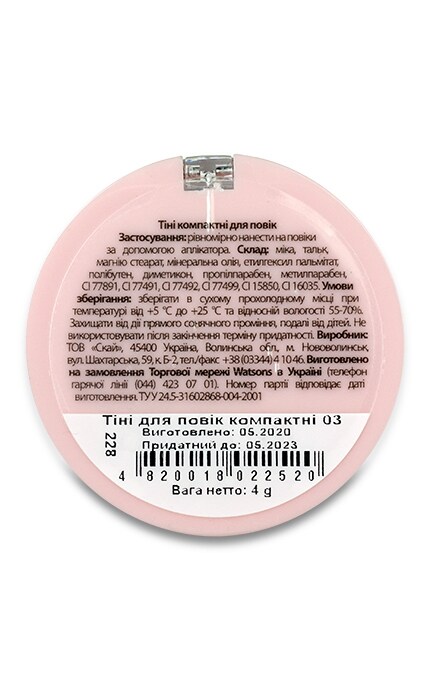 Тіні компактні для повік
Застосування: рівномірно нанести на повіки
за допомогою аплікатора. Склад: міка, тальк,
магнію стеарат, мінеральна олія, етилгексил пальмітат,
полібутен, диметикон, пропілпарабен, метилпарабен,
СІ 77891, СІ 77491, СІ 77492, СІ 77499, СІ 15850, СІ 16035. Умови
зберігання: зберігати в сухому прохолодному місці при
температурі від +5 °С до +25 °С та відносній вологості 55-70%.
Захищати від дії прямого сонячного проміння, подалі від дітей. Не
використовувати після закінчення терміну придатності. Виробник:
ТОВ «Скай», 45400 Україна, Волинська обл., м. Нововолинськ,
вул. Шахтарська, 59, к. Б-2, тел./факс +38 (03344) 4 10 46. Виготовлено
на замовлення Торгової мережі Watsons в Україні (телефон
гарячої лінії (044) 423 07 01). Номер партії відповідає даті
виготовлення. ТУ У 24.5-31602868-004-2001
Тіні для повік компактні 03
Виготовлено: 05.2020
Придатний до: 05.2023
228
4 820018 022520
Вага нетто: 4 g